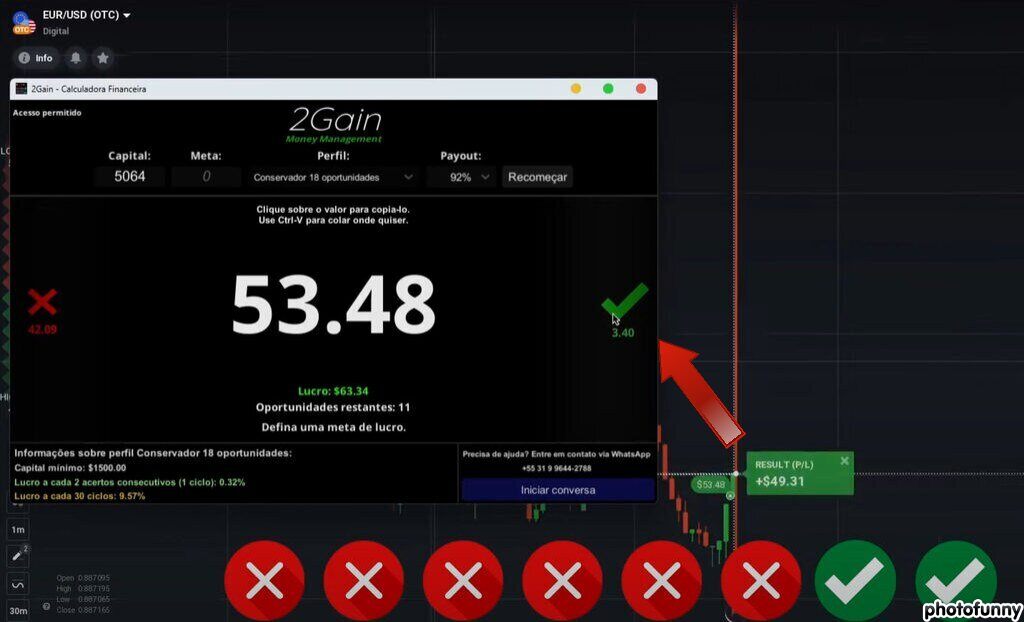 EUR/USD (OTC)
OTC
Digital
Info
2Gain - Calculadora Financeira
Acesso permitido
2Gain
Money Management
Capital: Meta: Perfil: Payout:
5064 0 Conservador 18 oportunidades 92% Recomeçar
Clique sobre o valor para copia-lo.
Use Ctrl-V para colar onde quiser.
53.48
42.09
3.40
Lucro: $63.34
Oportunidades restantes: 11
Defina uma meta de lucro.
Informações sobre perfil Conservador 18 oportunidades:
Capital mínimo: $1500.00
Lucro a cada 2 acertos consecutivos (1 ciclo): 0.32%
Lucro a cada 30 ciclos: 9.57%
Precisa de ajuda? Entre em contato via WhatsApp
+55 31 9 9644-2788
Iniciar conversa
RESULT (P/L)
+$49.31
$53.48
1m
2
30m
Open 0.887095
High 0.887195
Low 0.887065
Close 0.887165
photofunny